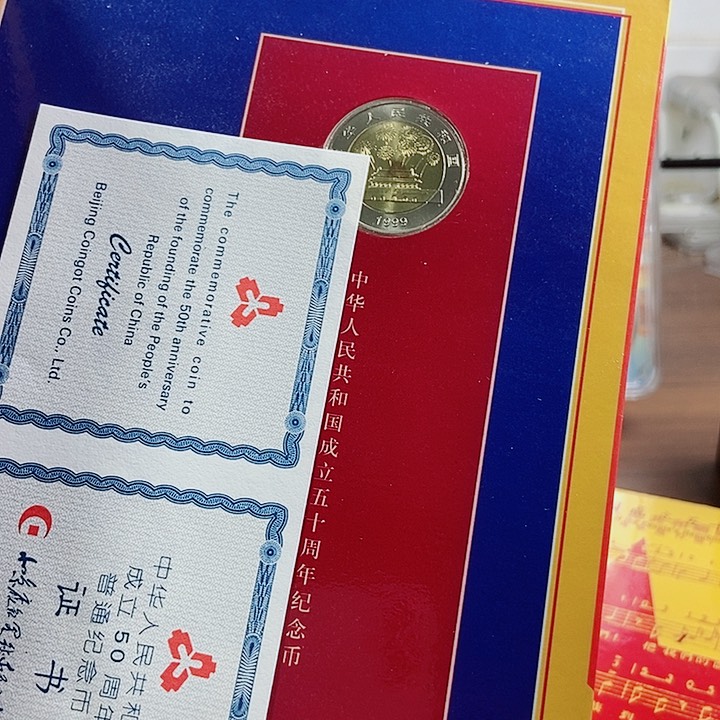 中华人民共和国
1999
中华人民共和国成立五十周年纪念币
The commemorative coin to
commemorate the 50th anniversary
of the founding of the People's
Republic of China
Certificate
Beijing Coingot Coins Co., Ltd.
中华人民共和
成立50周年
普通纪念币
证书